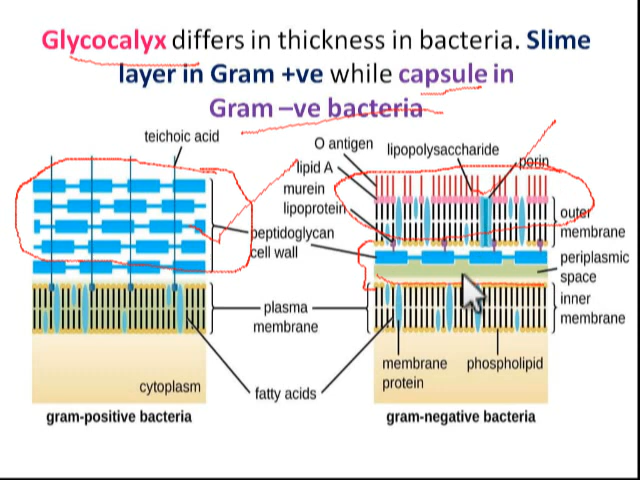 Glycocalyx differs in thickness in bacteria. Slime
layer in Gram +ve while capsule in
Gram –ve bacteria
teichoic acid
O antigen
lipopolysaccharide
porin
lipid A
murein
lipoprotein
outer
membrane
peptidoglycan
cell wall
periplasmic
space
plasma
membrane
inner
membrane
membrane
protein
phospholipid
cytoplasm
fatty acids
gram-positive bacteria
gram-negative bacteria